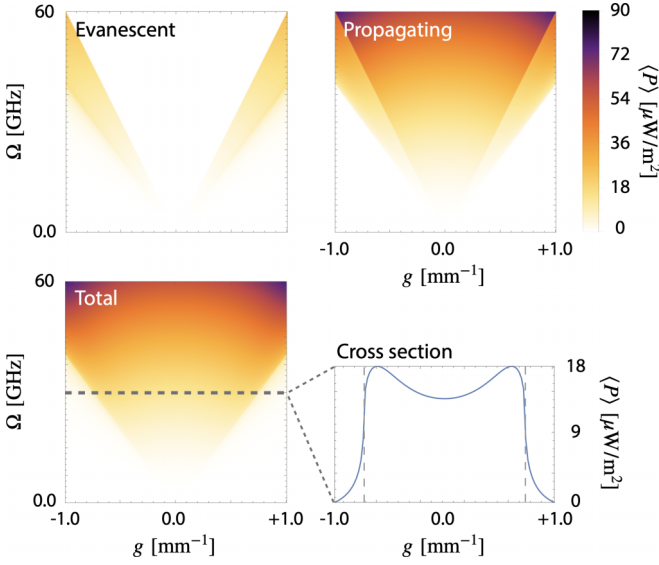 60
Evanescent
Ω [GHz]
0.0
Propagating
90
72
54
36
18
0
⟨P⟩ [μW/m²]
-1.0 0.0 +1.0
g [mm⁻¹]
60
Total
Ω [GHz]
0.0
-1.0 0.0 +1.0
g [mm⁻¹]
Cross section
18
9
0
⟨P⟩ [μW/m²]
-1.0 0.0 +1.0
g [mm⁻¹]